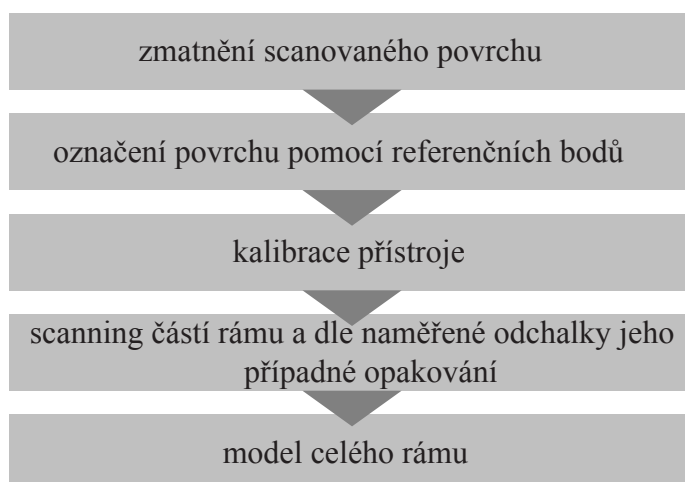 zmatnění scanovaného povrchu
označení povrchu pomocí referenčních bodů
kalibrace přístroje
scanning částí rámu a dle naměřené odchalky jeho
případné opakování
model celého rámu